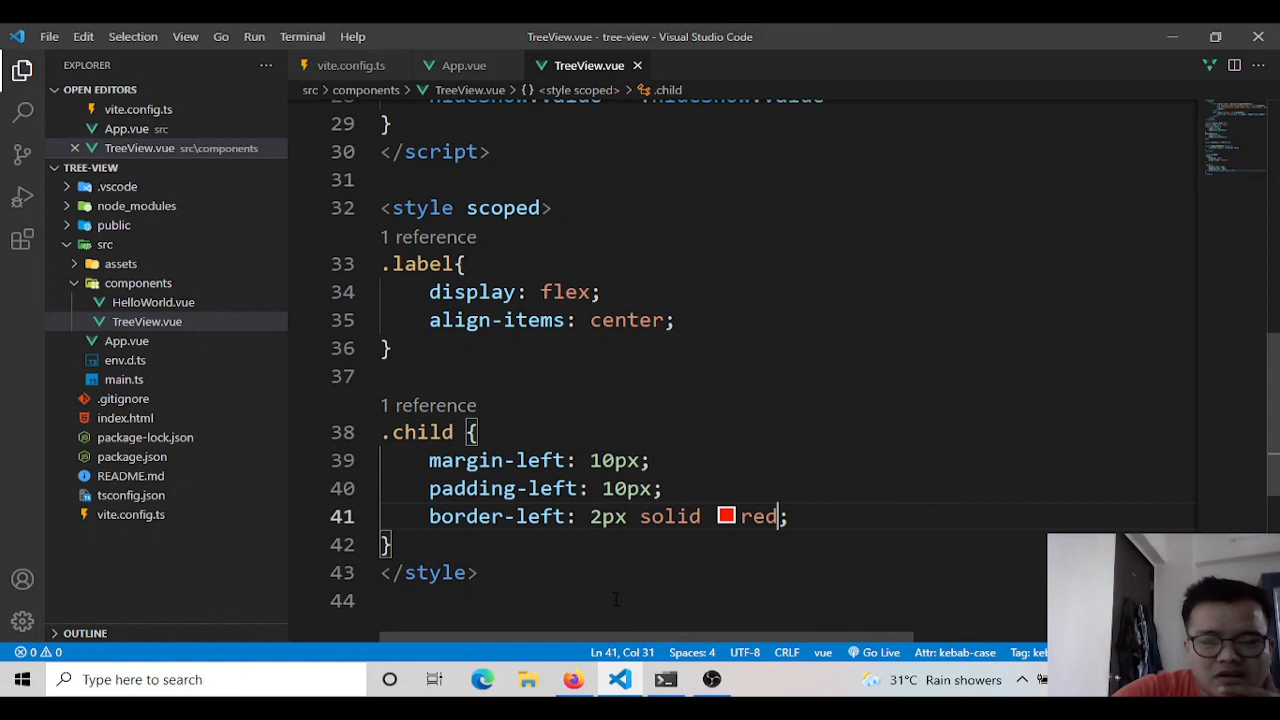 File Edit Selection View Go Run Terminal Help TreeView.vue - tree-view - Visual Studio Code
EXPLORER
OPEN EDITORS
vite.config.ts
App.vue src
TreeView.vue src\components
TREE-VIEW
.vscode
node_modules
public
src
assets
components
HelloWorld.vue
TreeView.vue
App.vue
env.d.ts
main.ts
.gitignore
index.html
package-lock.json
package.json
README.md
tsconfig.json
vite.config.ts
OUTLINE
vite.config.ts App.vue TreeView.vue
src > components > TreeView.vue > {} <style scoped> > .child
29 }
30 </script>
31
32 <style scoped>
1 reference
33 .label{
34 display: flex;
35 align-items: center;
36 }
37
1 reference
38 .child {
39 margin-left: 10px;
40 padding-left: 10px;
41 border-left: 2px solid red;
42 }
43 </style>
44
0 0 Ln 41, Col 31 Spaces: 4 UTF-8 CRLF vue Go Live Attr: kebab-case Tag:
Type here to search 31°C Rain showers